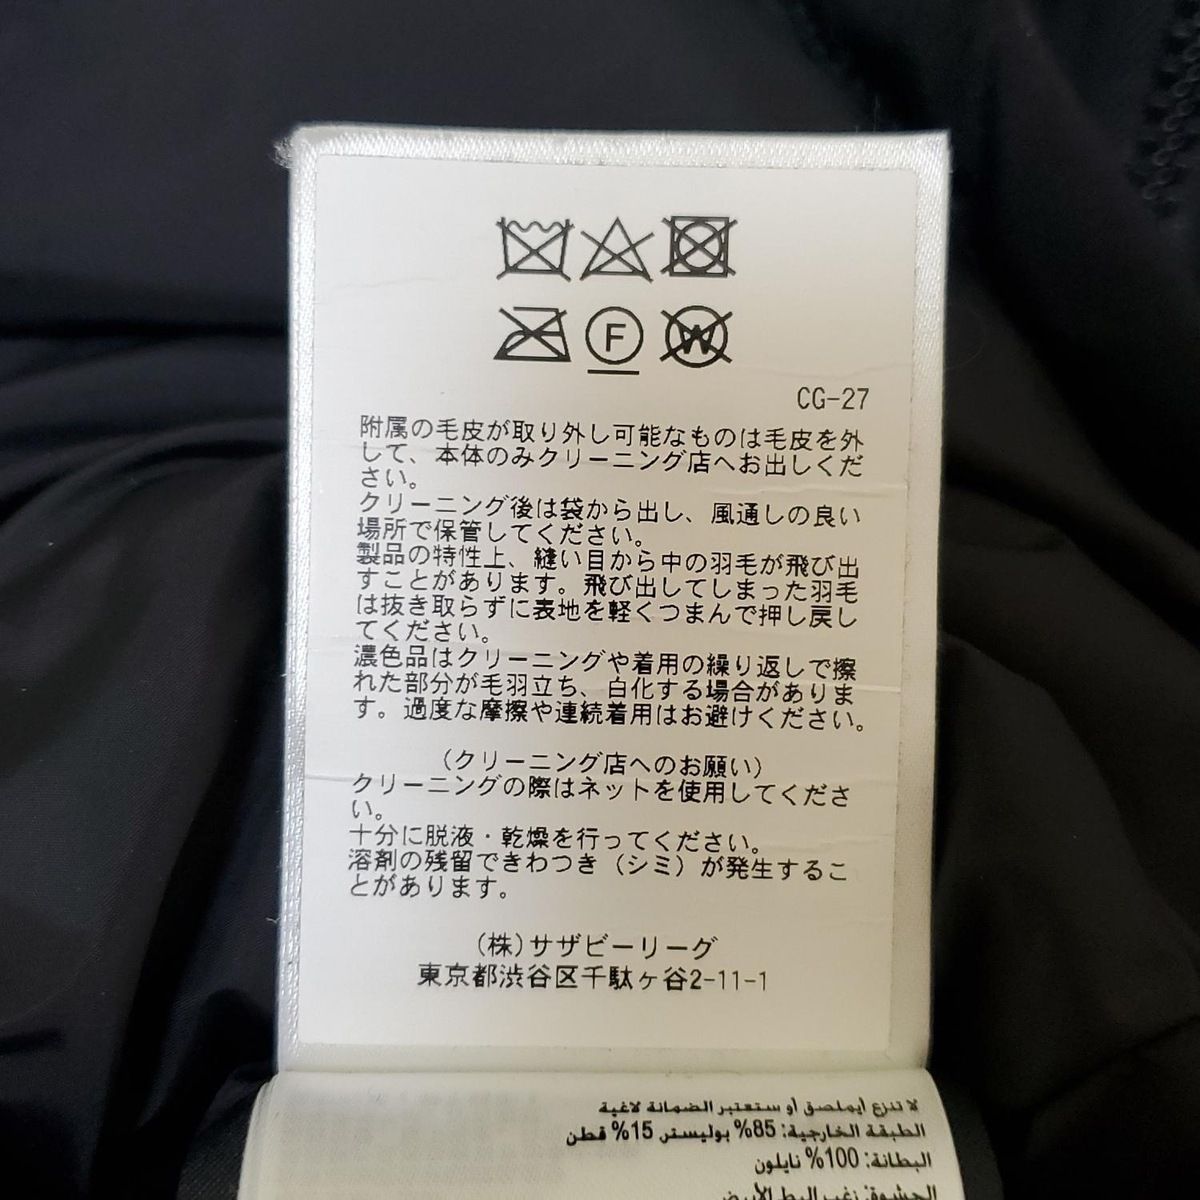 F
W
CG-27
附属の毛皮が取り外し可能なものは毛皮を外
して、本体のみクリーニング店へお出しくだ
さい。
クリーニング後は袋から出し、風通しの良い
場所で保管してください。
製品の特性上、縫い目から中の羽毛が飛び出
すことがあります。飛び出してしまった羽毛
は抜き取らずに表地を軽くつまんで押し戻し
てください。
濃色品はクリーニングや着用の繰り返しで擦
れた部分が毛羽立ち、白化する場合がありま
す。過度な摩擦や連続着用はお避けください。
(クリーニング店へのお願い)
クリーニングの際はネットを使用してくださ
い。
十分に脱液・乾燥を行ってください。
溶剤の残留できわつき(シミ)が発生するこ
とがあります。
(株)サザビーリーグ
東京都渋谷区千駄ヶ谷2-11-1
لا تنزع أيملصق أو ستعتبر الضمانة لاغية
الطبقة الخارجية: 85% بوليستر 15% قطن
البطانة: 100% نايلون
الحشوة: زغب البط الأبيض